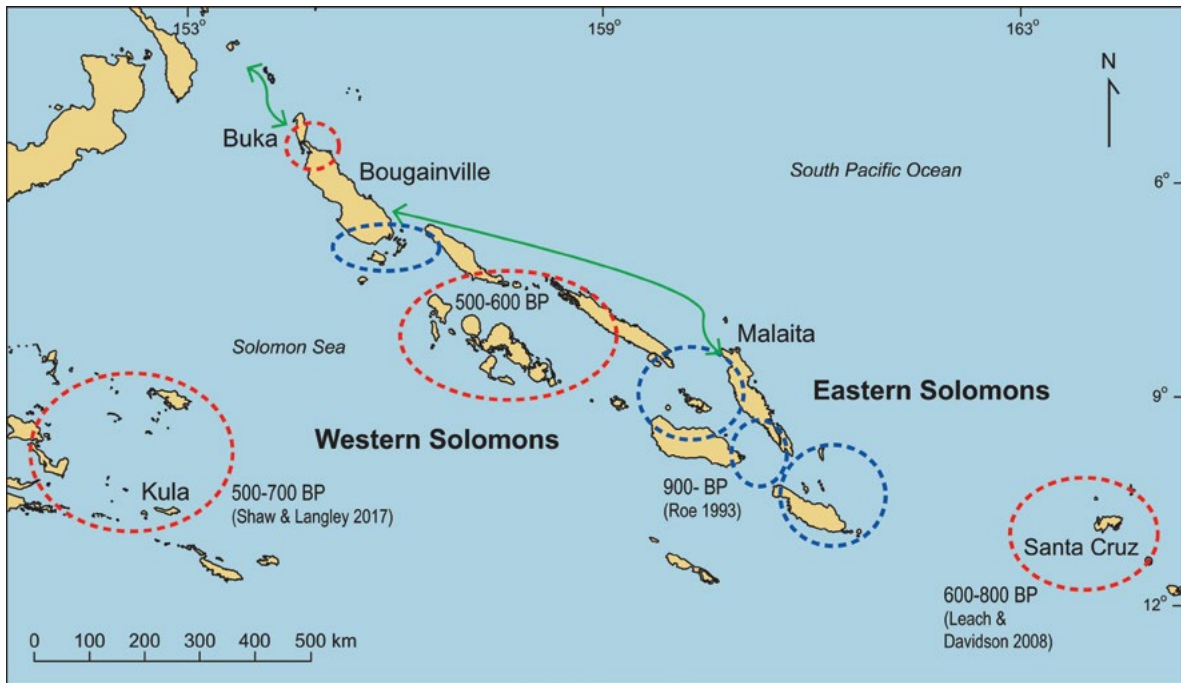 153°
159°
163°
N
Buka
Bougainville
South Pacific Ocean
6°
500-600 BP
Malaita
Solomon Sea
Eastern Solomons
9°
Western Solomons
Kula
500-700 BP
(Shaw & Langley 2017)
900- BP
(Roe 1993)
Santa Cruz
600-800 BP
(Leach &
Davidson 2008)
12°
0 100 200 300 400 500 km